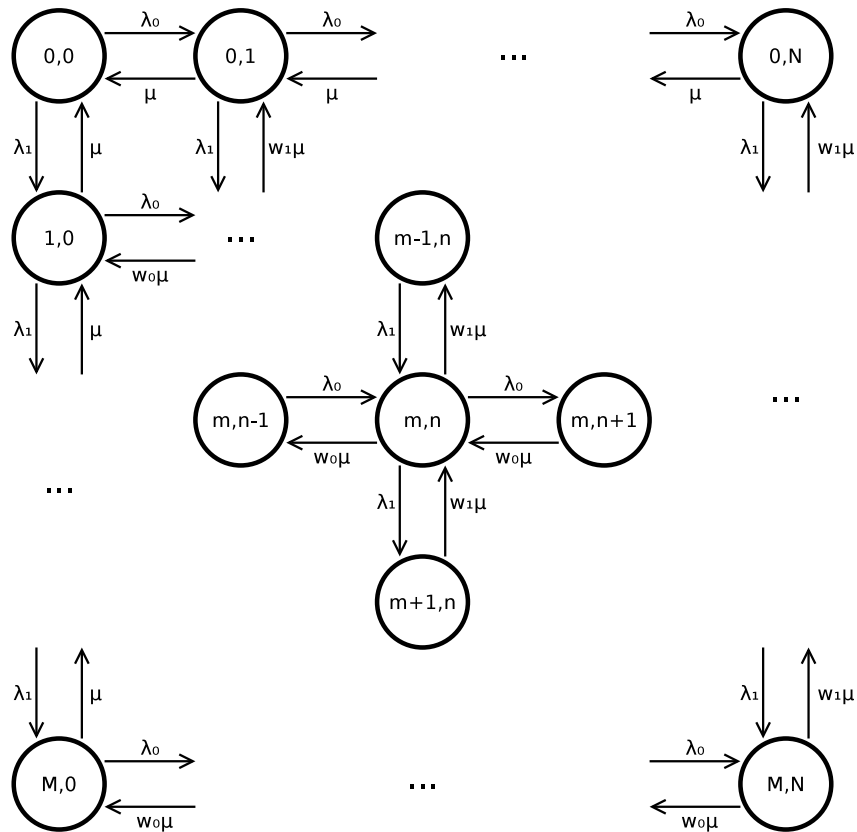 λ₀ λ₀ λ₀
0,0 0,1 ... 0,N
μ μ μ
λ₁ μ λ₁ w₁μ λ₁ w₁μ
λ₀
1,0 ... m-1,n
w₀μ
λ₁ μ λ₁ w₁μ
λ₀ λ₀ ...
m,n-1 m,n m,n+1
w₀μ w₀μ
...
λ₁ w₁μ
m+1,n
λ₁ μ λ₁ w₁μ
λ₀ λ₀
M,0 ... M,N
w₀μ w₀μ